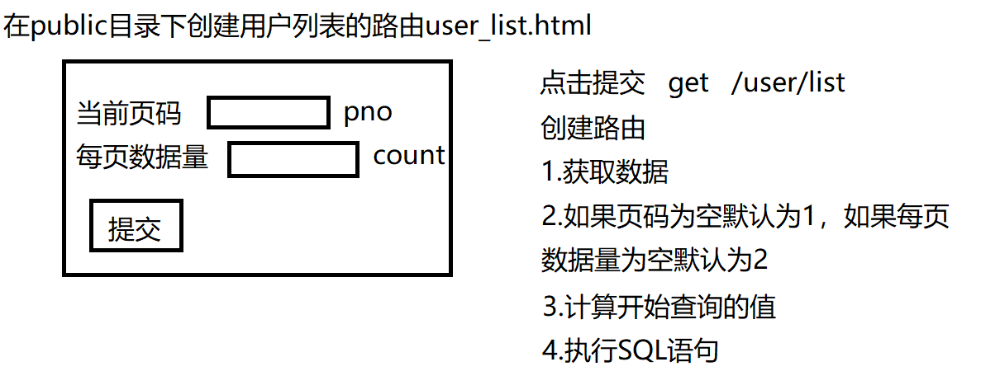 在public目录下创建用户列表的路由user_list.html
当前页码 pno
每页数据量 count
提交
点击提交 get /user/list
创建路由
1.获取数据
2.如果页码为空默认为1，如果每页
数据量为空默认为2
3.计算开始查询的值
4.执行SQL语句